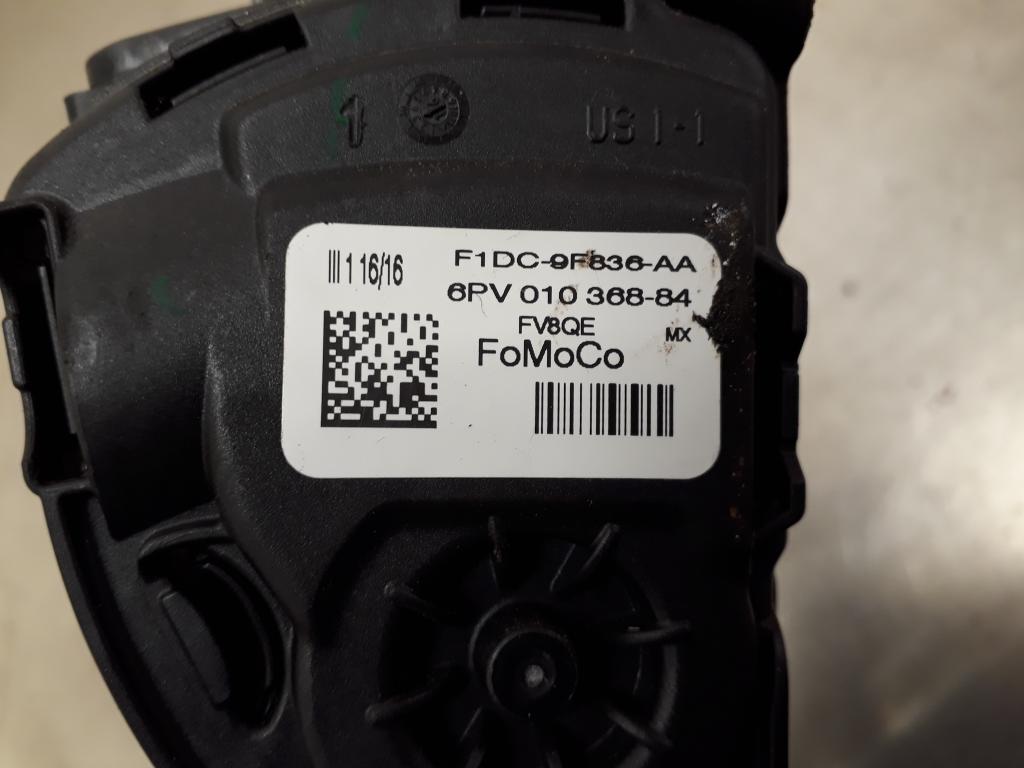 1 US 1-1
||| 1 16/16
F1DC-9F836-AA
6PV 010 368-84
FV8QE
MX
FoMoCo